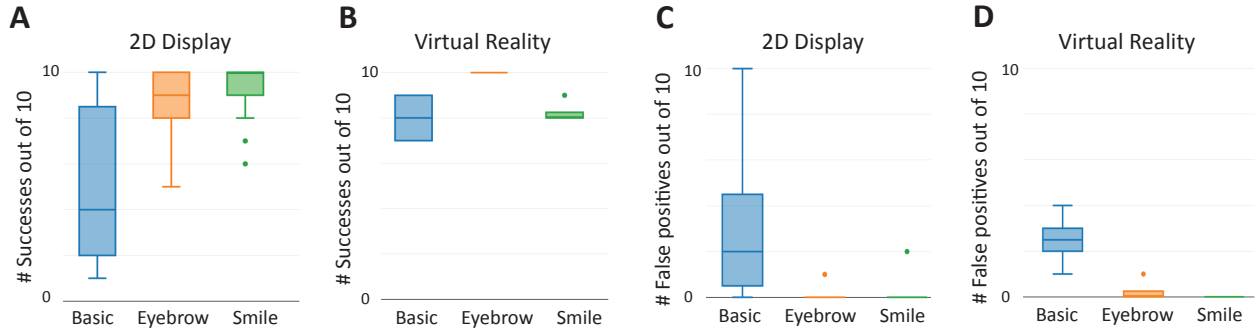 A
2D Display
# Successes out of 10
10
0
Basic
Eyebrow
Smile
B
Virtual Reality
# Successes out of 10
10
0
Basic
Eyebrow
Smile
C
2D Display
# False positives out of 10
10
0
Basic
Eyebrow
Smile
D
Virtual Reality
# False positives out of 10
10
0
Basic
Eyebrow
Smile